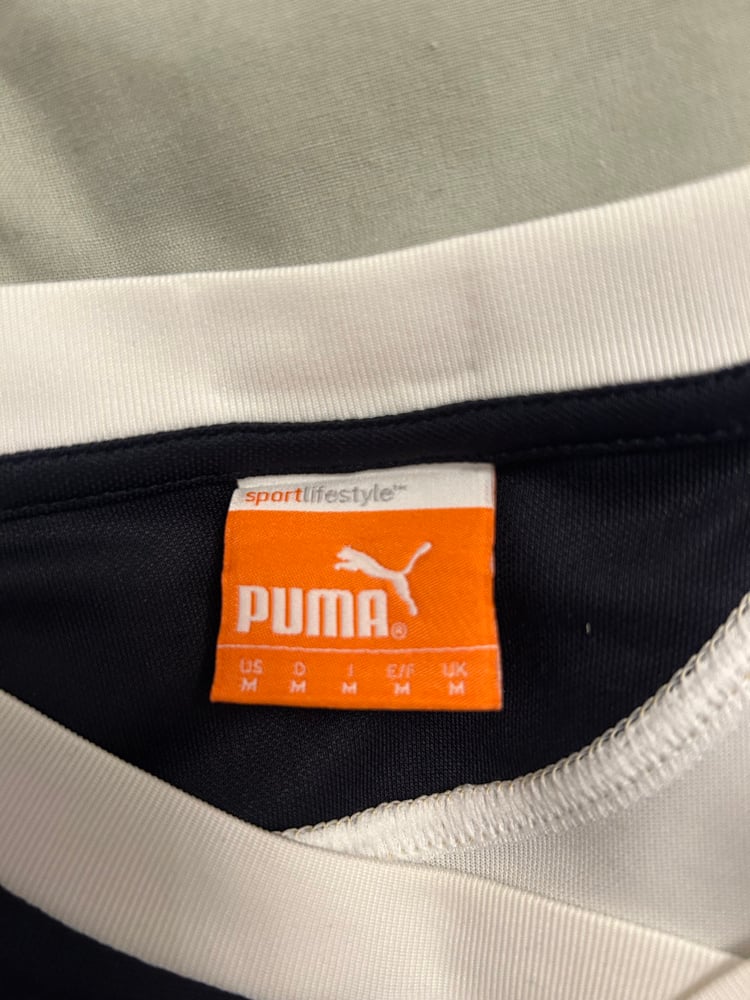 sportlifestyle™
PUMA®
US D I E/F UK
M M M M M